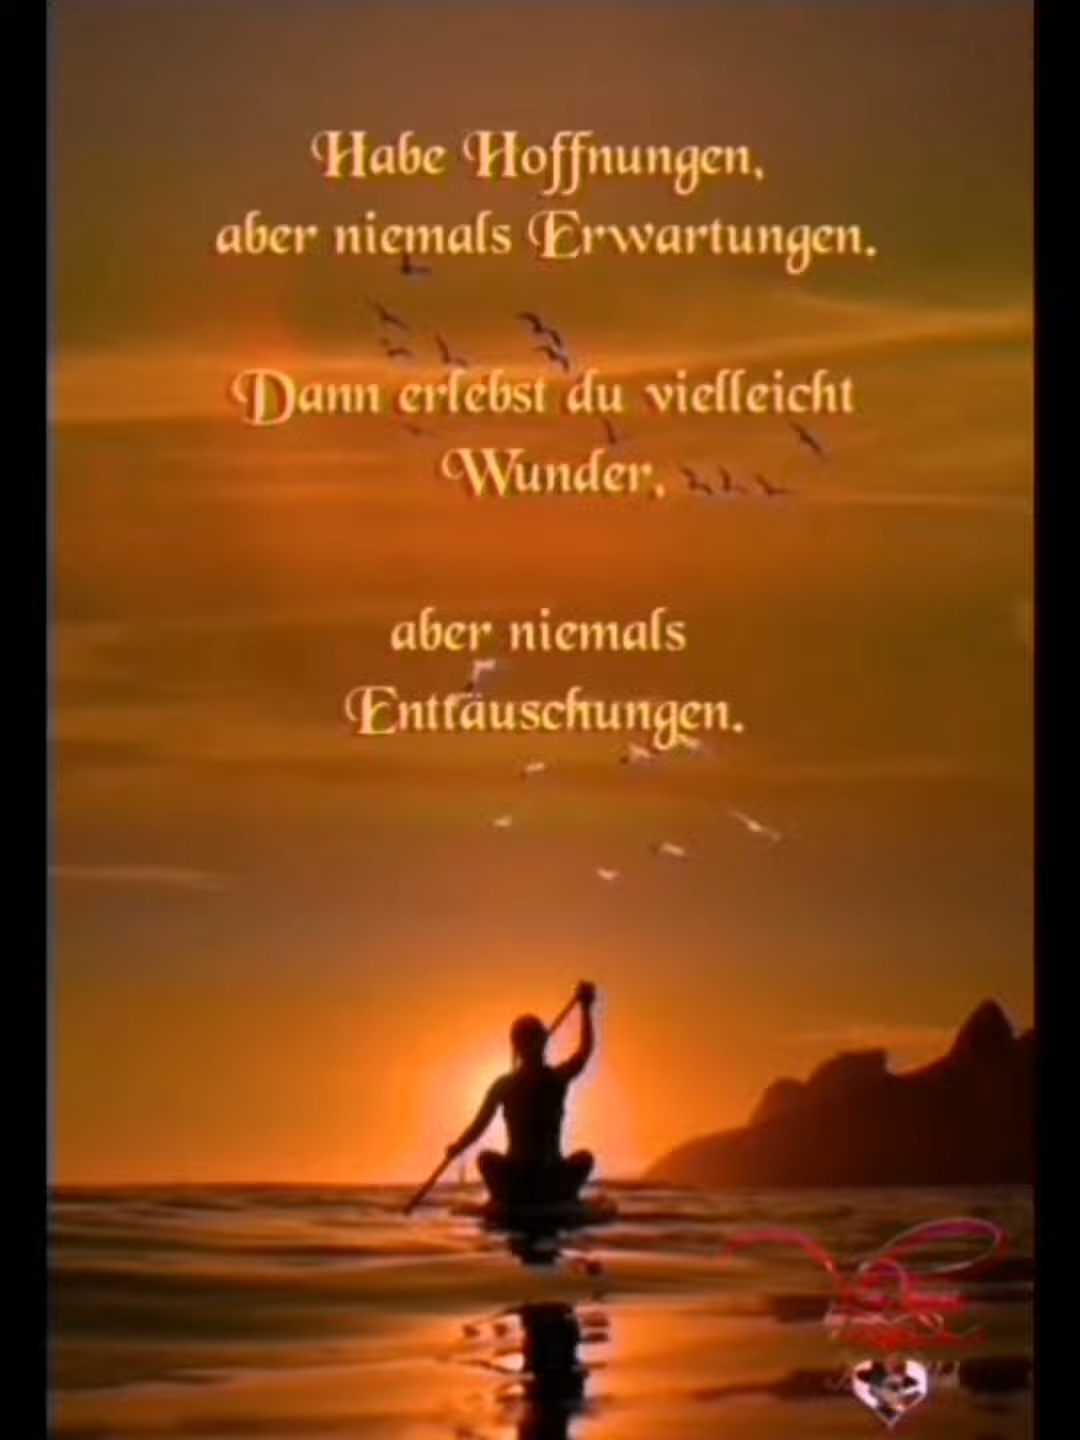 Habe Hoffnungen,
aber niemals Erwartungen.
Dann erlebst du vielleicht
Wunder,
aber niemals
Enttäuschungen.